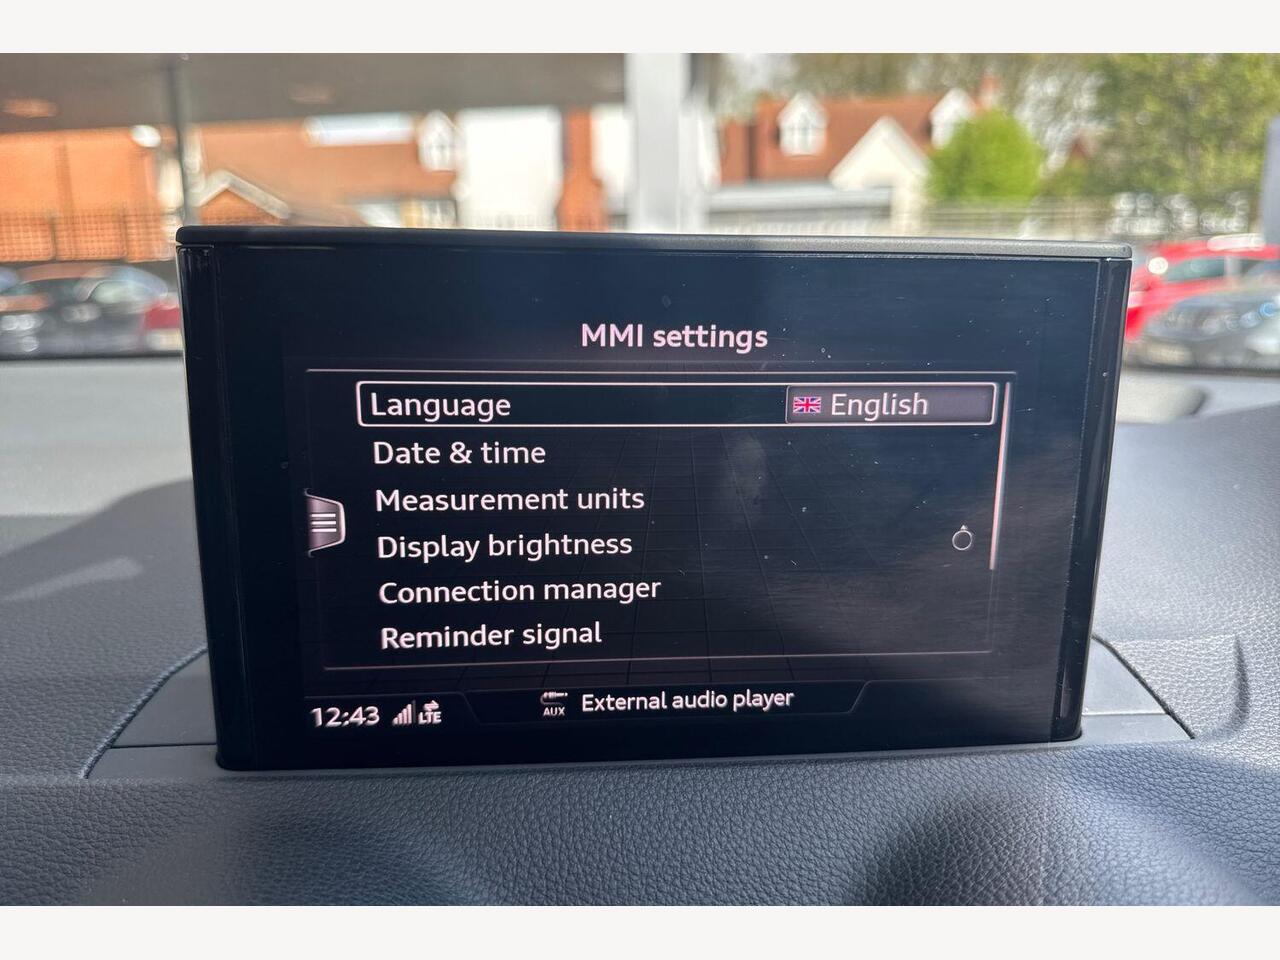 MMI settings
Language English
Date & time
Measurement units
Display brightness
Connection manager
Reminder signal
12:43 LTE AUX External audio player